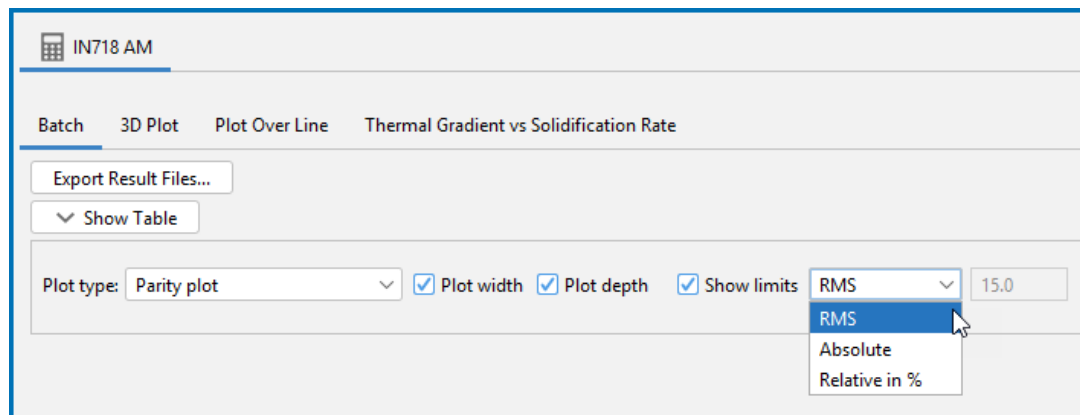 IN718 AM
Batch 3D Plot Plot Over Line Thermal Gradient vs Solidification Rate
Export Result Files...
Show Table
Plot type: Parity plot Plot width Plot depth Show limits RMS 15.0
RMS
Absolute
Relative in %